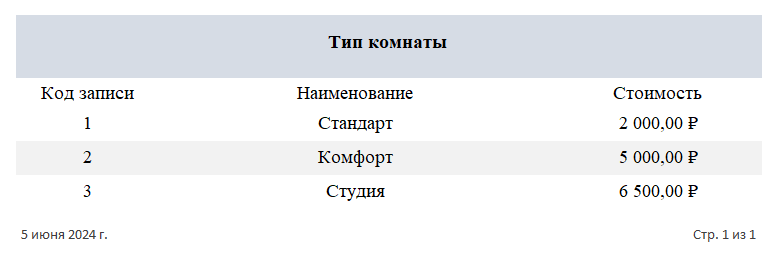 Тип комнаты
Код записи Наименование Стоимость
1 Стандарт 2 000,00 ₽
2 Комфорт 5 000,00 ₽
3 Студия 6 500,00 ₽
5 июня 2024 г. Стр. 1 из 1